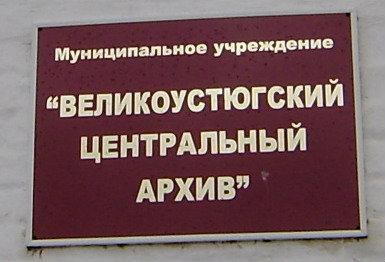 Муниципальное учреждение
“ВЕЛИКОУСТЮГСКИЙ
ЦЕНТРАЛЬНЫЙ
АРХИВ”